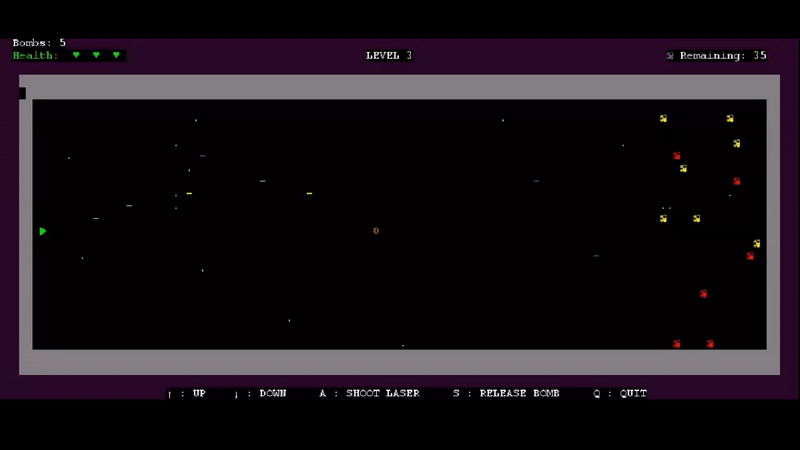 Bombs: 5
Health: ♥ ♥ ♥
LEVEL 3
Remaining: 35
↑ : UP ↓ : DOWN A : SHOOT LASER S : RELEASE BOMB Q : QUIT